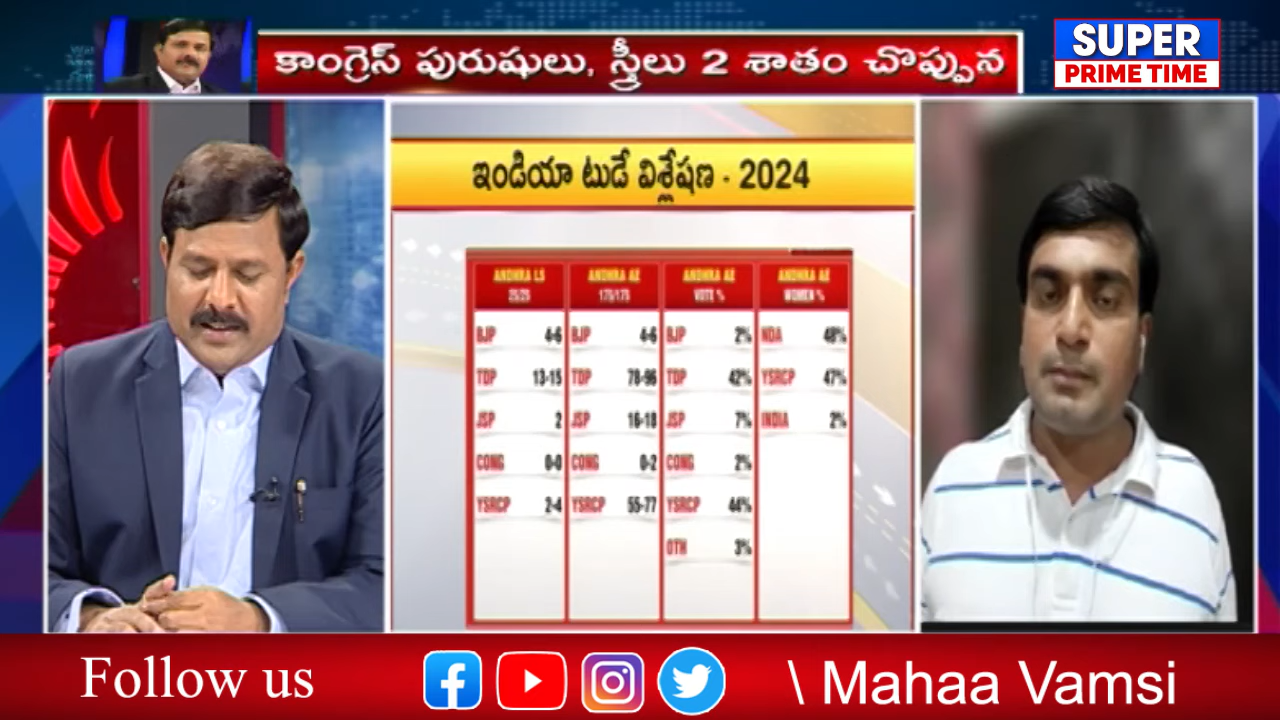 కాంగ్రెస్ పురుషులు, స్త్రీలు 2 శాతం చొప్పున
SUPER
PRIME TIME
ఇండియా టుడే విశ్లేషణ - 2024
ANDHRA LS ANDHRA AE ANDHRA AE ANDHRA AE
25/25 175/175 VOTE % WOMEN %
BJP 4-6 BJP 4-6 BJP 2% NDA 48%
TDP 13-15 TDP 78-96 TDP 42% YSRCP 47%
JSP 2 JSP 16-18 JSP 7% INDIA 2%
CONG 0-0 CONG 0-2 CONG 2%
YSRCP 2-4 YSRCP 55-77 YSRCP 44%
OTH 3%
Follow us \ Mahaa Vamsi